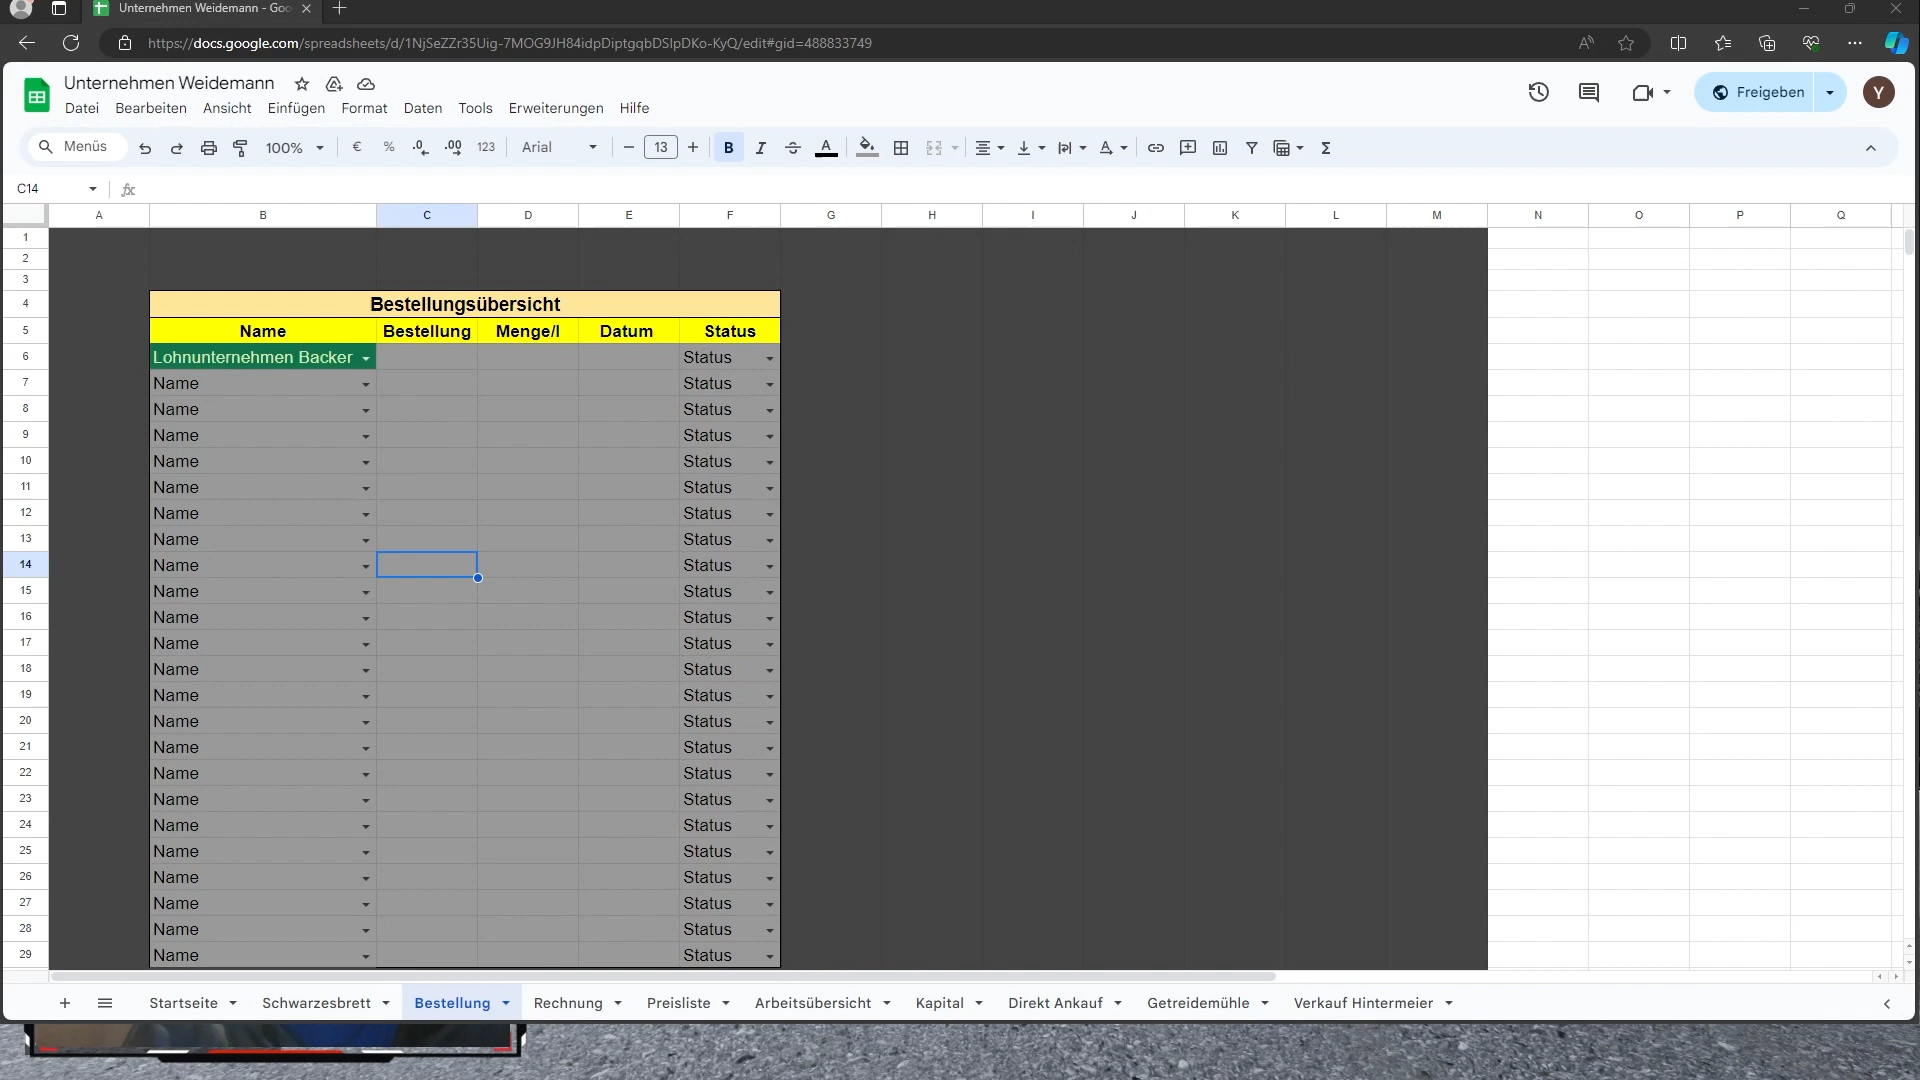 Unternehmen Weidemann - Goo
https://docs.google.com/spreadsheets/d/1NjSeZZr35Uig-7MOG9JH84idpDiptgqbDSlpDKo-KyQ/edit#gid=488833749
Unternehmen Weidemann
Datei Bearbeiten Ansicht Einfügen Format Daten Tools Erweiterungen Hilfe
Freigeben
Y
Menüs 100% € % .0 .00 123 Arial 13 B I S A
C14 fx
A B C D E F G H I J K L M N O P Q
1
2
3
4 Bestellungsübersicht
5 Name Bestellung Menge/l Datum Status
6 Lohnunternehmen Backer Status
7 Name Status
8 Name Status
9 Name Status
10 Name Status
11 Name Status
12 Name Status
13 Name Status
14 Name Status
15 Name Status
16 Name Status
17 Name Status
18 Name Status
19 Name Status
20 Name Status
21 Name Status
22 Name Status
23 Name Status
24 Name Status
25 Name Status
26 Name Status
27 Name Status
28 Name Status
29 Name Status
Startseite Schwarzesbrett Bestellung Rechnung Preisliste Arbeitsübersicht Kapital Direkt Ankauf Getreidemühle Verkauf Hintermeier